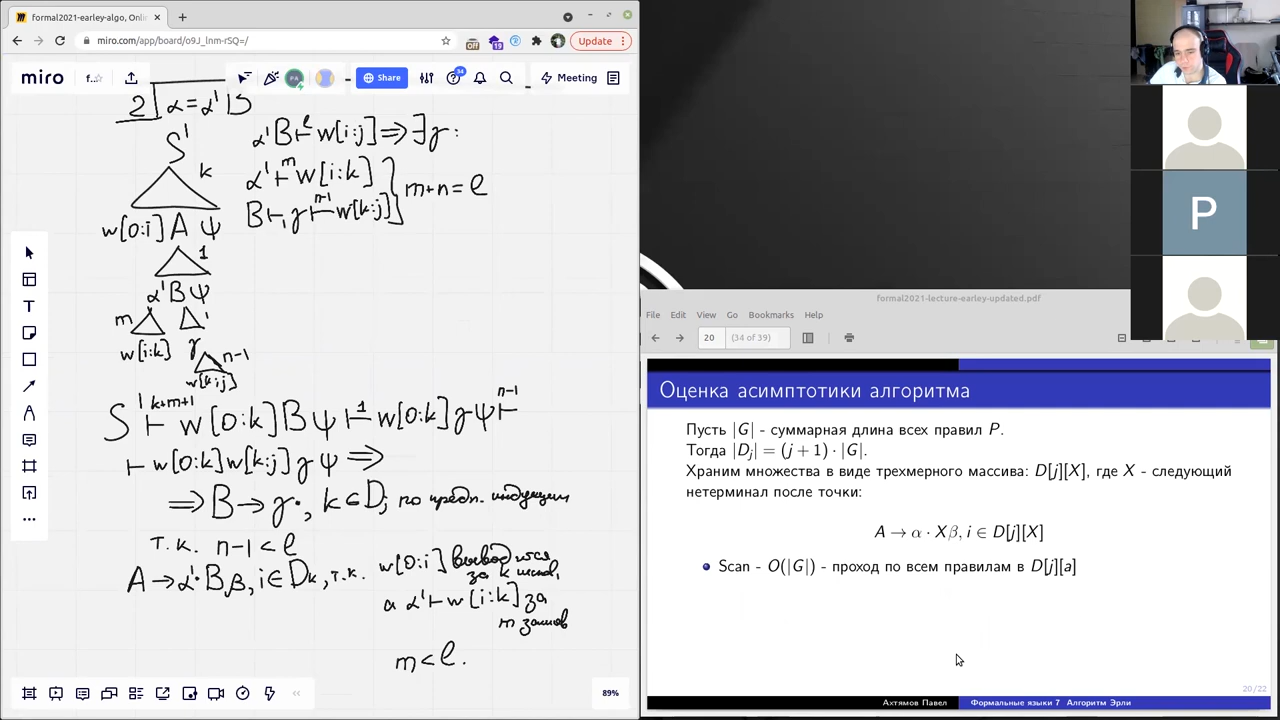 formal2021-earley-algo, Onli
miro.com/app/board/o9J_lnm-rSQ=/
Update
miro
f...
Share
Meeting
2 α=α'B
S'
k
w[0:i] A ψ
1
α'B ψ
m
w[i:k] γ n-1
w[k:j]
α'B ⊢ w[i:j] ⇒ ∃γ:
α' ⊢ w[i:k]
B ⊢₁ γ ⊢ w[k:j]
m+n = l
S' ⊢ w[0:k] B ψ ⊢ w[0:k] γ ψ ⊢
⊢ w[0:k] w[k:j] γ ψ ⇒
⇒ B → γ·, k ∈ Dj по предп. индукции
т.к. n-1 < l
A → α'·Bβ, i ∈ Dk, т.к.
w[0:i] выводится
за k шагов,
а α' ⊢ w[i:k] за
m шагов
m < l.
89%
P
formal2021-lecture-earley-updated.pdf
File Edit View Go Bookmarks Help
20 (34 of 39)
Оценка асимптотики алгоритма
Пусть |G| - суммарная длина всех правил P.
Тогда |Dj| = (j + 1) · |G|.
Храним множества в виде трехмерного массива: D[j][X], где X - следующий
нетерминал после точки:
A → α · Xβ, i ∈ D[j][X]
Scan - O(|G|) - проход по всем правилам в D[j][a]
20/22
Ахтямов Павел Формальные языки 7 Алгоритм Эрли